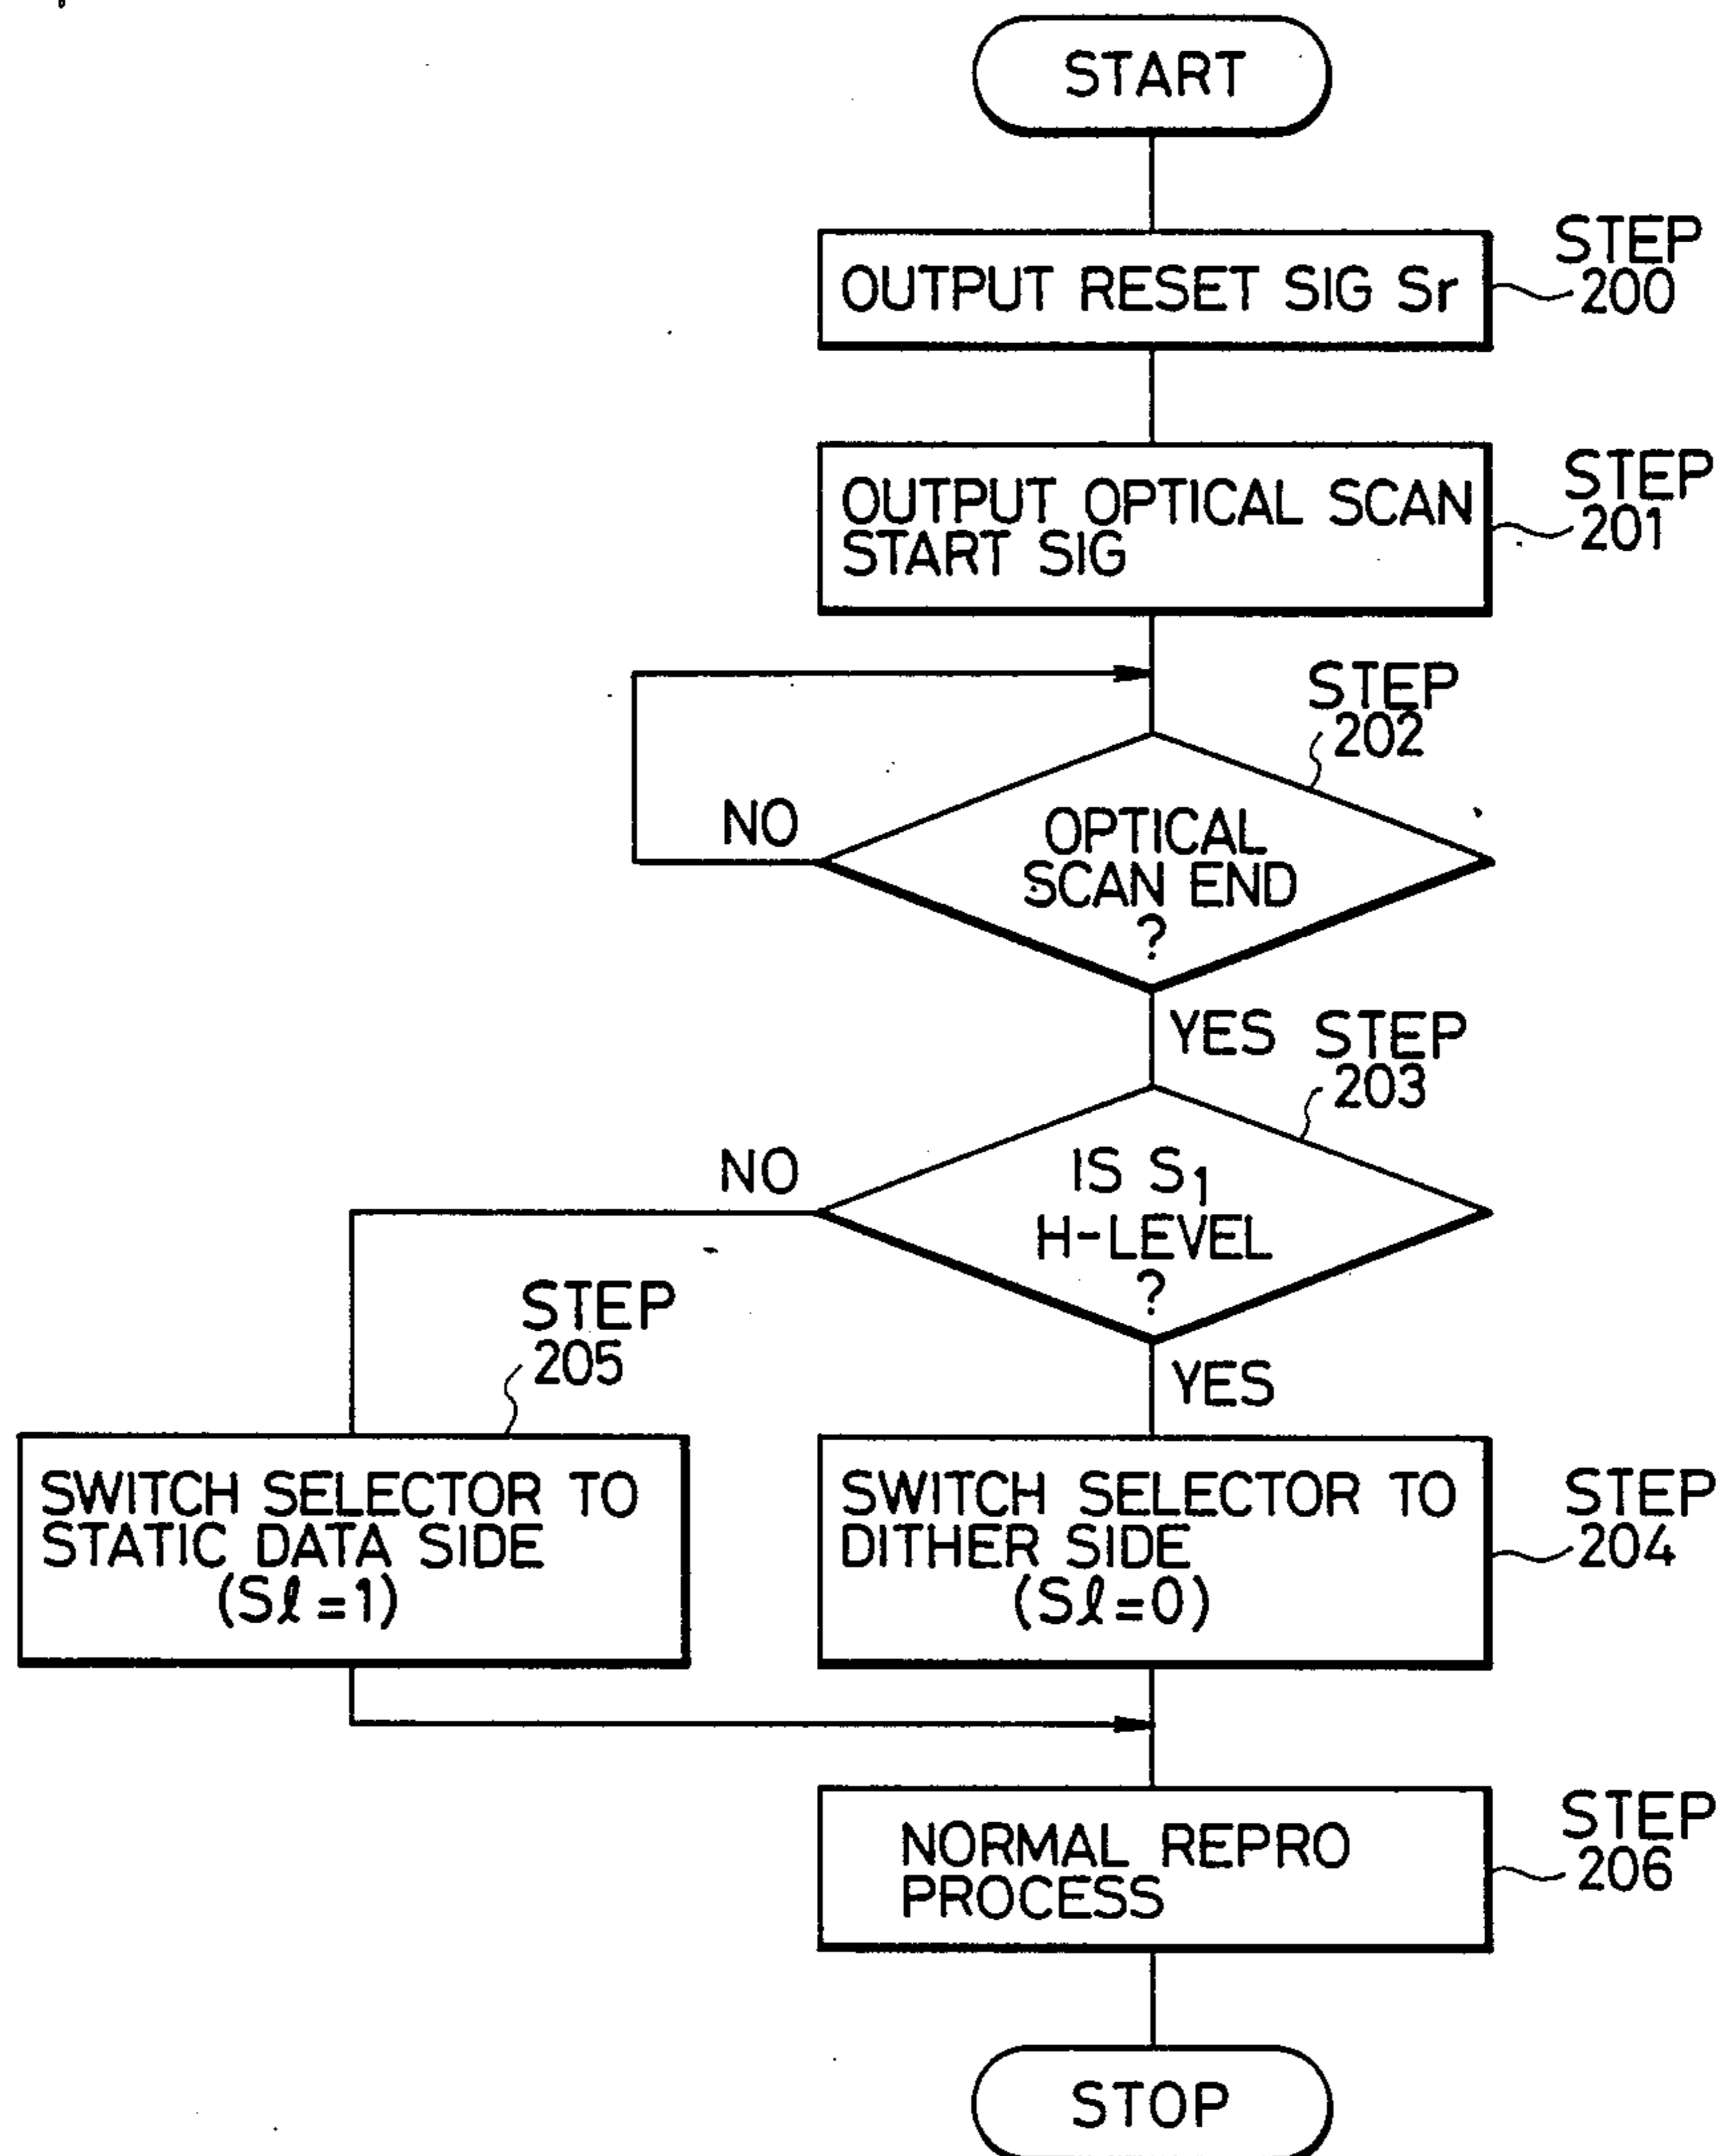 START
OUTPUT RESET SIG Sr
STEP
200
OUTPUT OPTICAL SCAN
START SIG
STEP
201
STEP
202
NO
OPTICAL
SCAN END
?
YES
STEP
203
NO
IS S₁
H-LEVEL
?
YES
STEP
205
SWITCH SELECTOR TO
STATIC DATA SIDE
(Sℓ=1)
SWITCH SELECTOR TO
DITHER SIDE
(Sℓ=0)
STEP
204
NORMAL REPRO
PROCESS
STEP
206
STOP